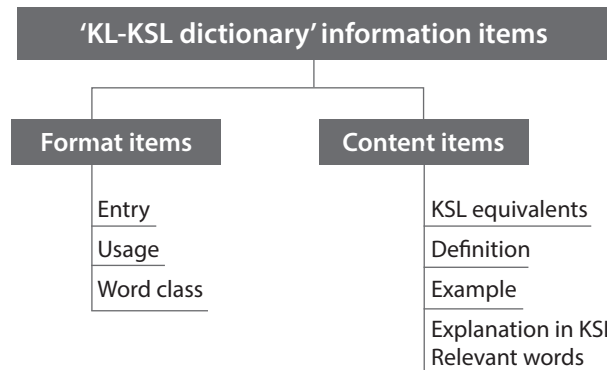 ‘KL-KSL dictionary’ information items
Format items
Content items
Entry
Usage
Word class
KSL equivalents
Definition
Example
Explanation in KSL
Relevant words